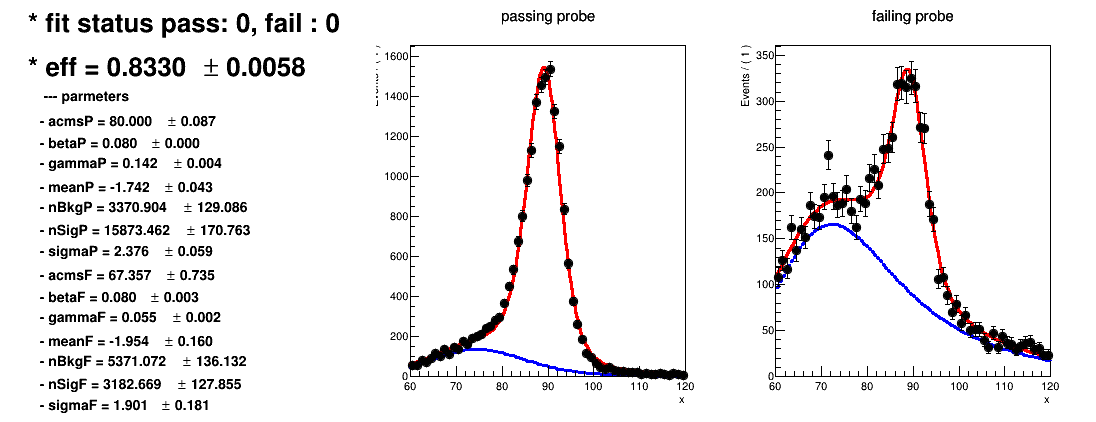 * fit status pass: 0, fail : 0
* eff = 0.8330 ± 0.0058
--- parmeters
- acmsP = 80.000 ± 0.087
- betaP = 0.080 ± 0.000
- gammaP = 0.142 ± 0.004
- meanP = -1.742 ± 0.043
- nBkgP = 3370.904 ± 129.086
- nSigP = 15873.462 ± 170.763
- sigmaP = 2.376 ± 0.059
- acmsF = 67.357 ± 0.735
- betaF = 0.080 ± 0.003
- gammaF = 0.055 ± 0.002
- meanF = -1.954 ± 0.160
- nBkgF = 5371.072 ± 136.132
- nSigF = 3182.669 ± 127.855
- sigmaF = 1.901 ± 0.181
passing probe
1600
1400
1200
1000
800
600
400
200
0
60 70 80 90 100 110 120
x
failing probe
Events / ( 1 )
350
300
250
200
150
100
50
0
60 70 80 90 100 110 120
x